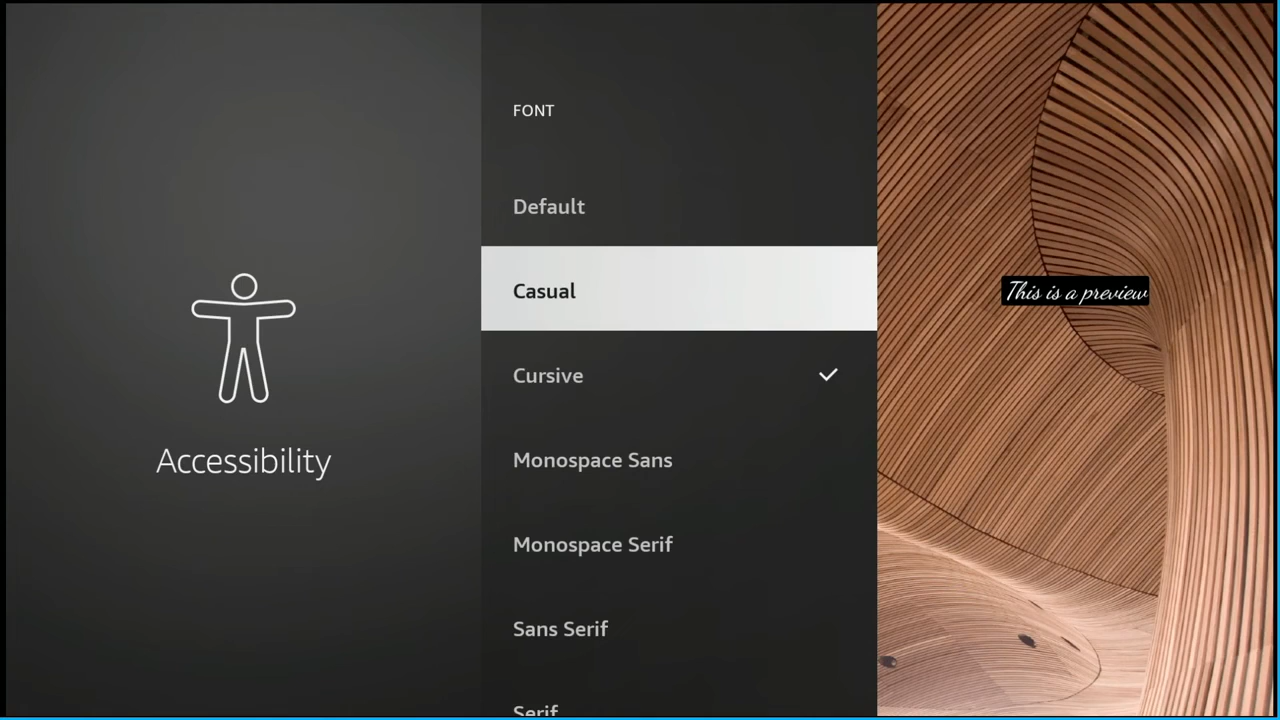 Accessibility
FONT
Default
Casual
Cursive
Monospace Sans
Monospace Serif
Sans Serif
Serif
This is a preview